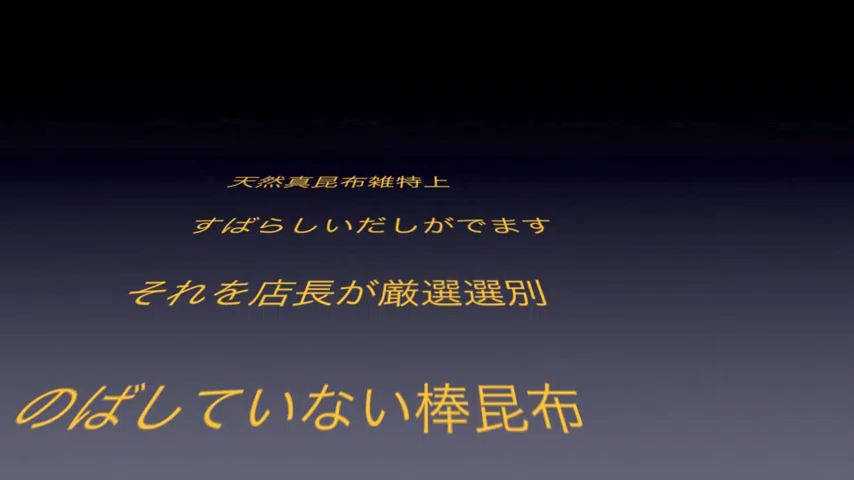 天然真昆布雑特上
すばらしいだしがでます
それを店長が厳選選別
のばしていない棒昆布